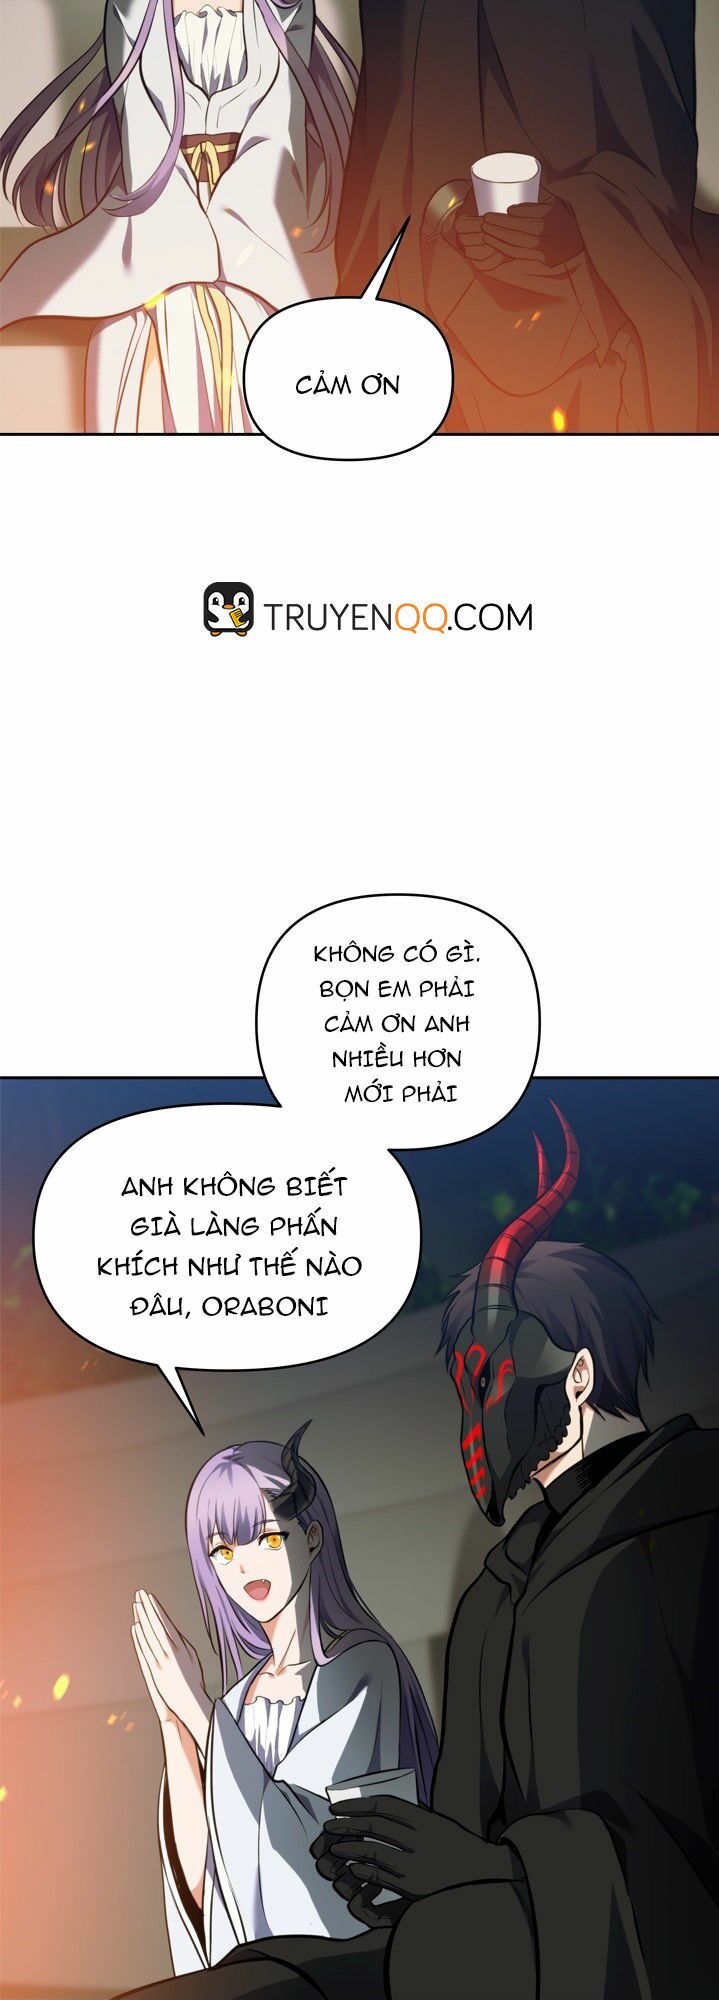 CẢM ƠN
TRUYENQQ.COM
KHÔNG CÓ GÌ.
BỌN EM PHẢI
CẢM ƠN ANH
NHIỀU HƠN
MỚI PHẢI
ANH KHÔNG BIẾT
GIÀ LÀNG PHẤN
KHÍCH NHƯ THẾ NÀO
ĐÂU, ORABONI